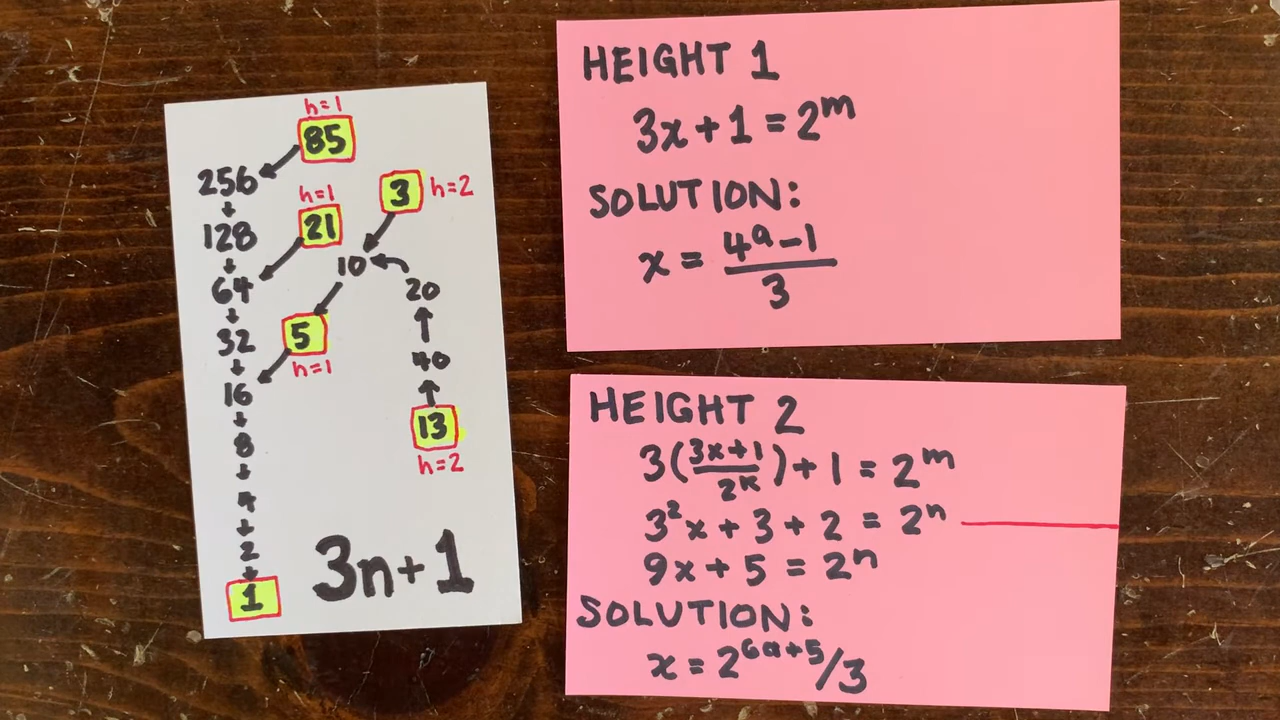 h=1
85
256
3
h=2
h=1
21
128
10
64
20
5
32
h=1
40
16
13
8
h=2
4
2
1
3n+1
HEIGHT 1
3x+1=2^m
SOLUTION:
x = (4^a-1)/3
HEIGHT 2
3((3x+1)/2^k)+1 = 2^m
3²x + 3 + 2 = 2^n
9x + 5 = 2^n
SOLUTION:
x = 2^(6a+5)/3